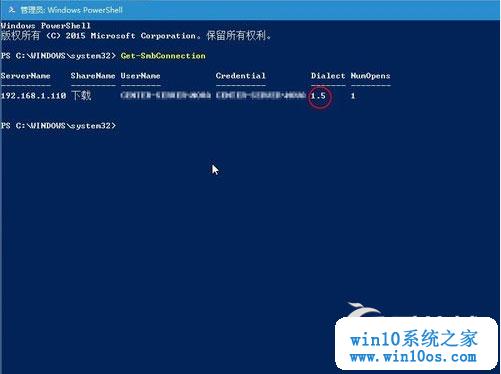 管理员: Windows PowerShell
Windows PowerShell
版权所有 (C) 2015 Microsoft Corporation。保留所有权利。
PS C:\WINDOWS\system32> Get-SmbConnection
ServerName ShareName UserName Credential Dialect NumOpens
---------- --------- -------- ---------- ------- --------
192.168.1.110 下载 1.5 1
PS C:\WINDOWS\system32>
win10系统之家
www.win10os.com